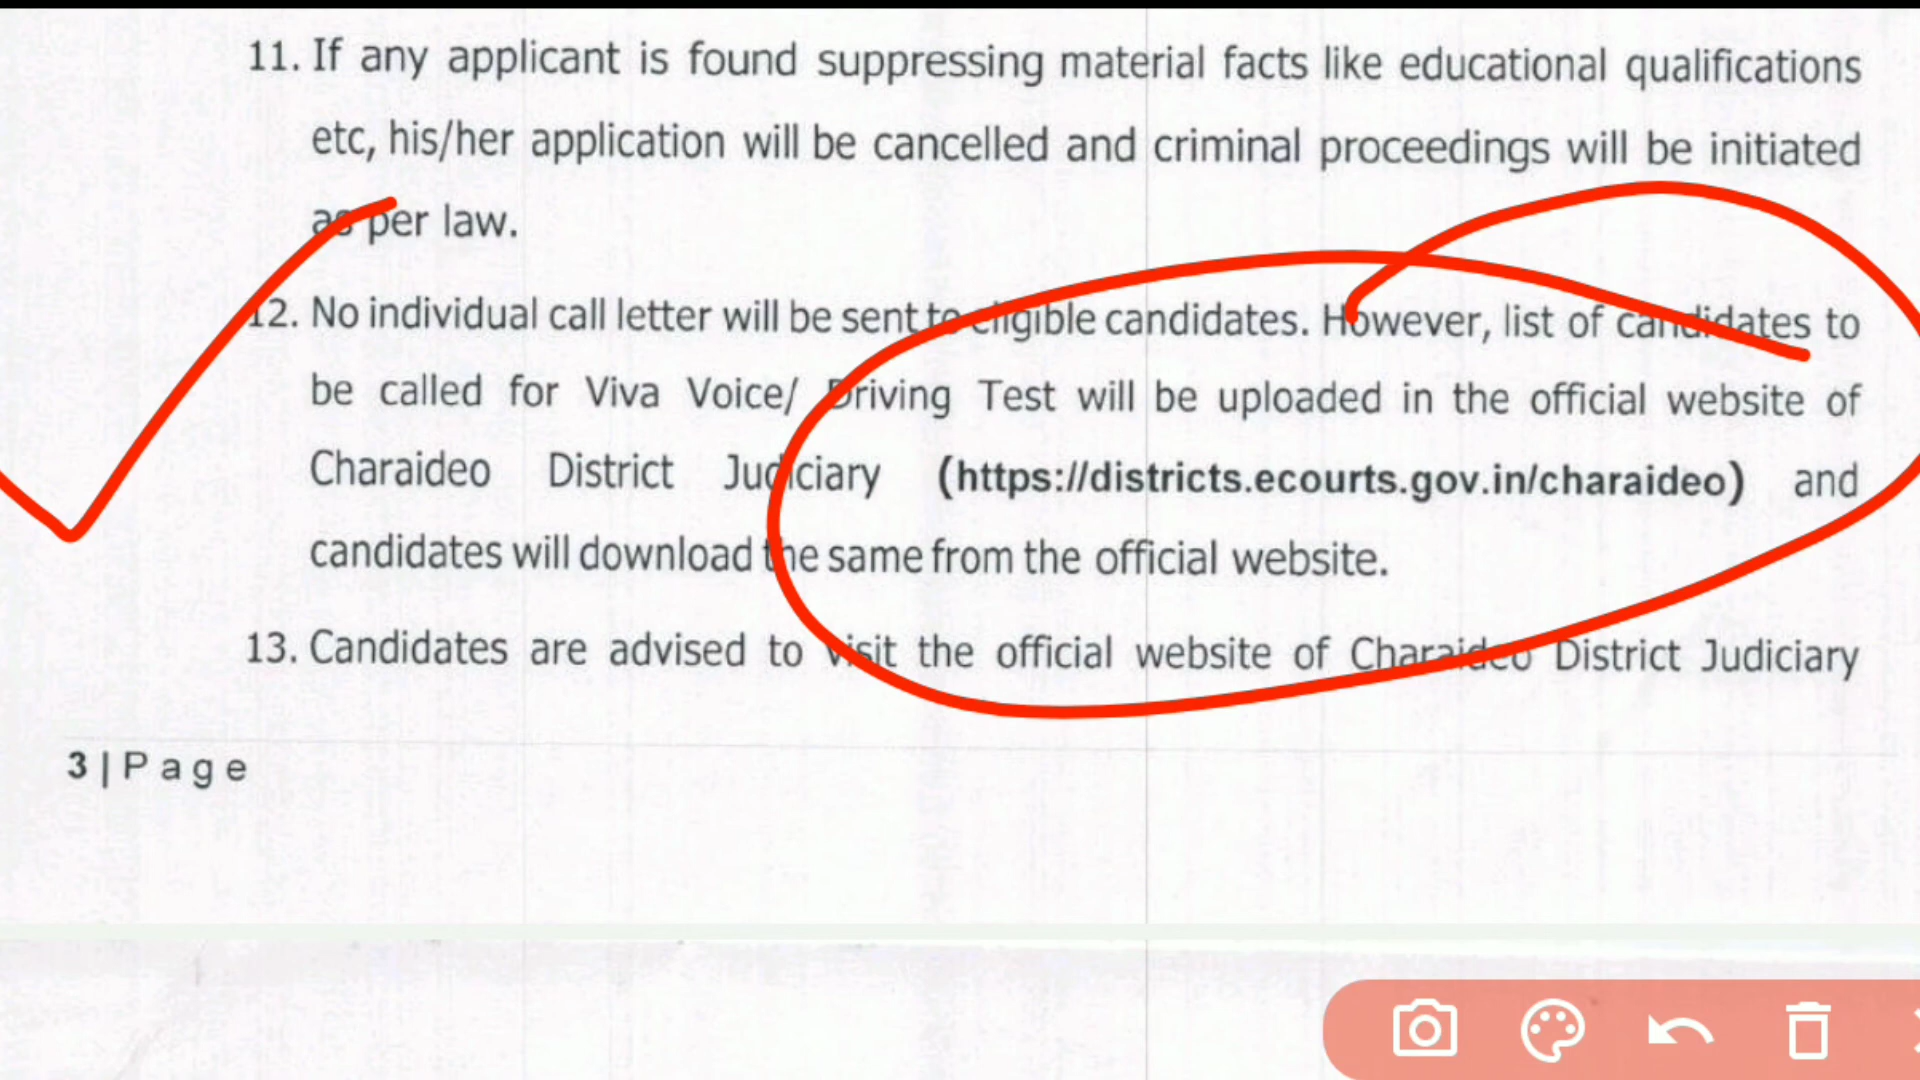 11. If any applicant is found suppressing material facts like educational qualifications
etc, his/her application will be cancelled and criminal proceedings will be initiated
as per law.
12. No individual call letter will be sent to eligible candidates. However, list of candidates to
be called for Viva Voice/ Driving Test will be uploaded in the official website of
Charaideo District Judiciary (https://districts.ecourts.gov.in/charaideo) and
candidates will download the same from the official website.
13. Candidates are advised to visit the official website of Charaideo District Judiciary
3 | P a g e